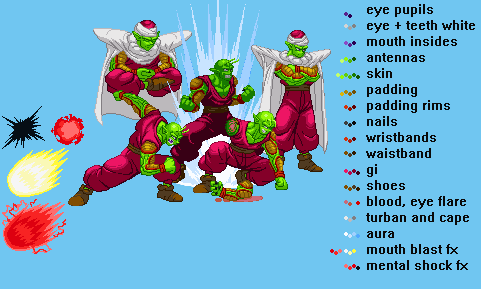 eye pupils
eye + teeth white
mouth insides
antennas
skin
padding
padding rims
nails
wristbands
waistband
gi
shoes
blood, eye flare
turban and cape
aura
mouth blast fx
mental shock fx